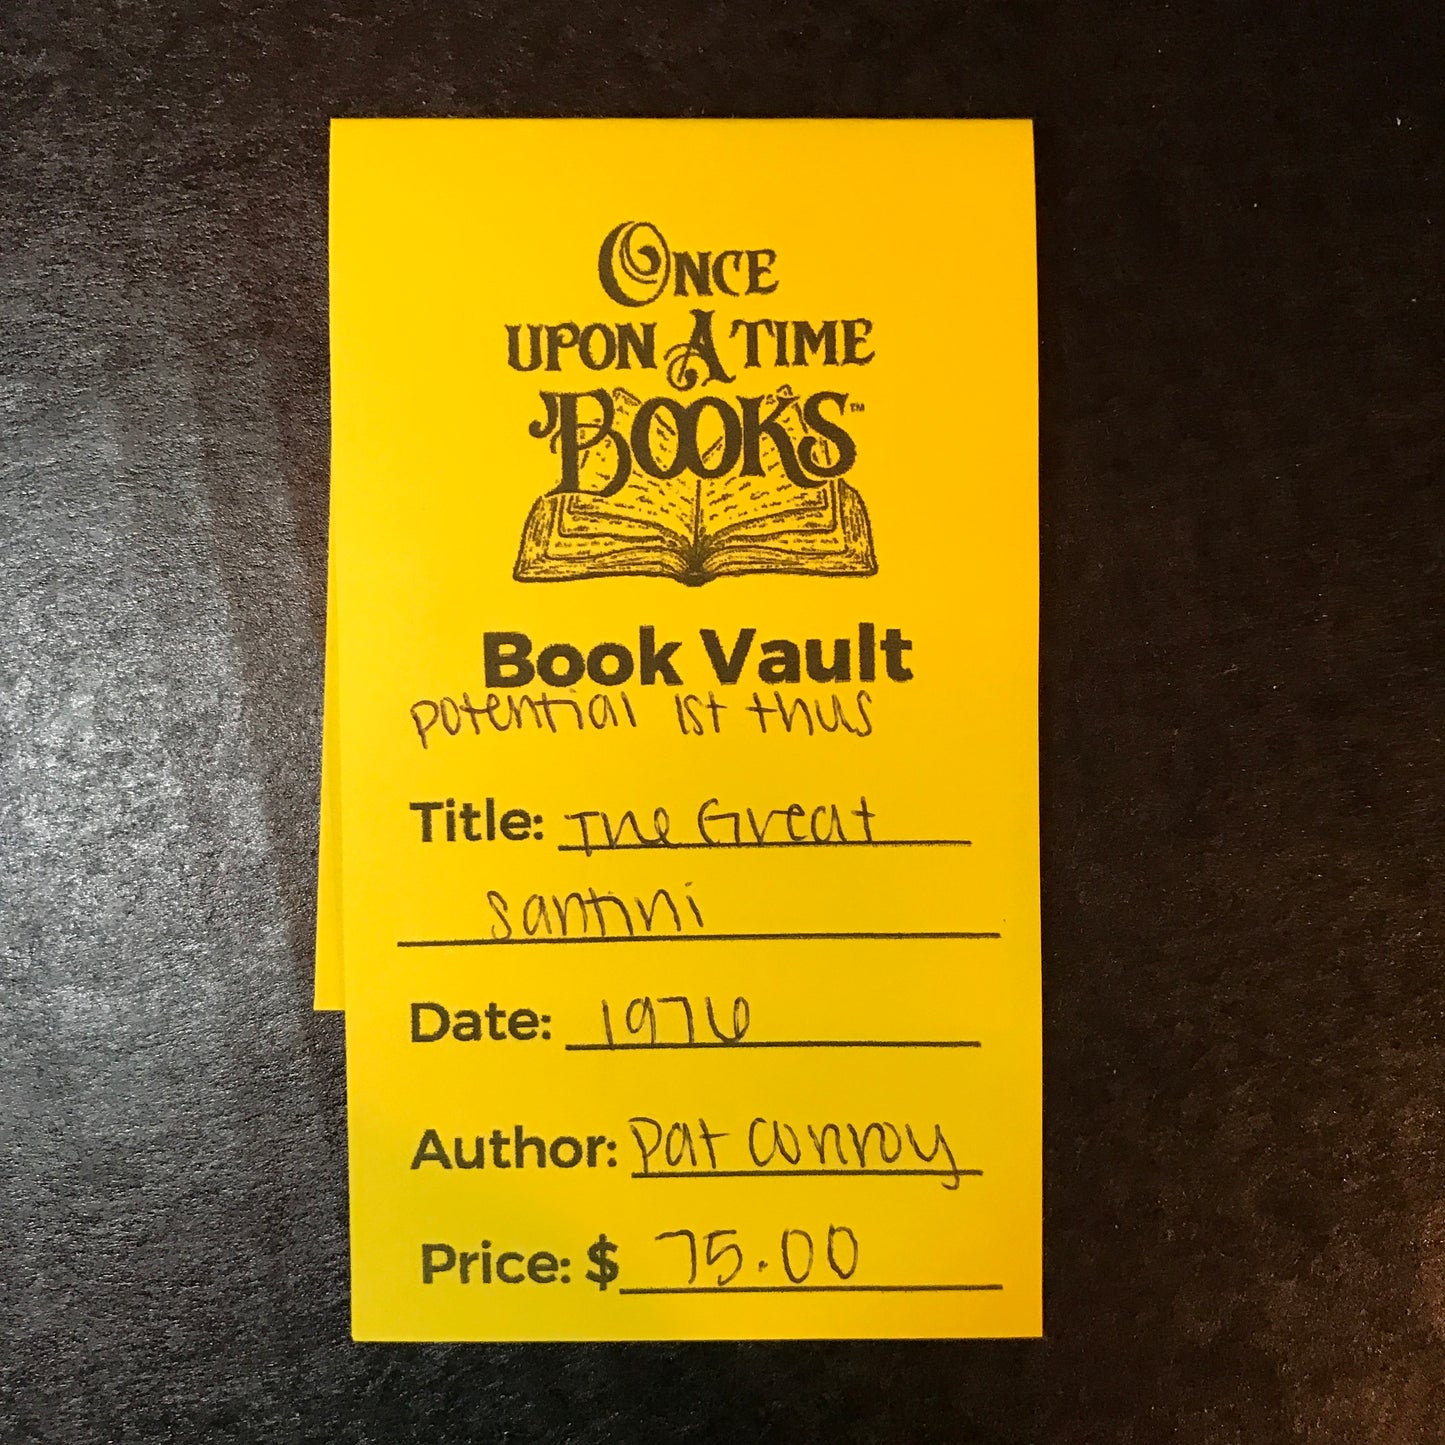 ONCE
UPON A TIME
BOOKS™
Book Vault
potential 1st thus
Title: The Great
Santini
Date: 1976
Author: Pat Conroy
Price: $ 75.00